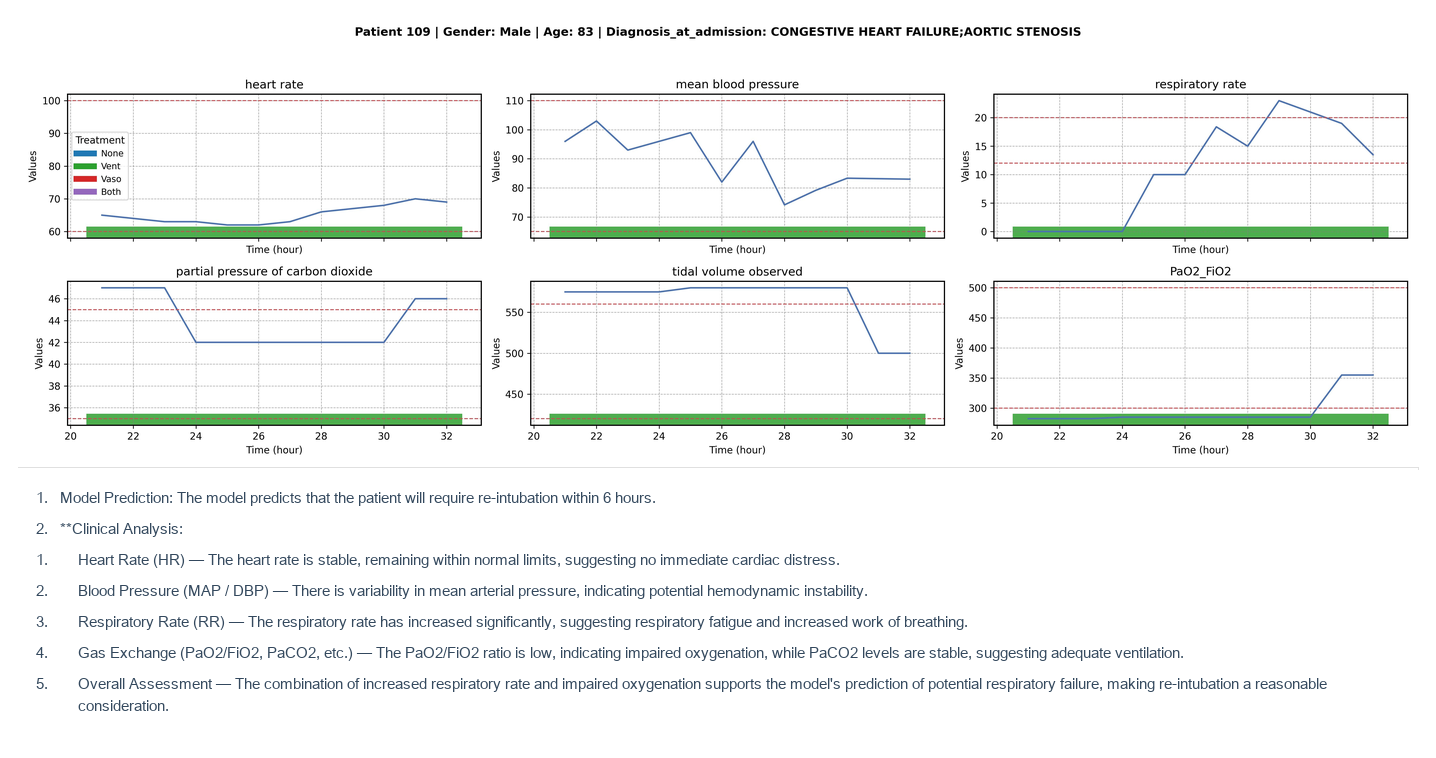 Patient 109 | Gender: Male | Age: 83 | Diagnosis_at_admission: CONGESTIVE HEART FAILURE;AORTIC STENOSIS
heart rate
100
90
80
70
60
Values
Treatment
None
Vent
Vaso
Both
Time (hour)
mean blood pressure
110
100
90
80
70
Values
Time (hour)
respiratory rate
20
15
10
5
0
Values
Time (hour)
partial pressure of carbon dioxide
46
44
42
40
38
36
Values
20 22 24 26 28 30 32
Time (hour)
tidal volume observed
550
500
450
Values
20 22 24 26 28 30 32
Time (hour)
PaO2_FiO2
500
450
400
350
300
Values
20 22 24 26 28 30 32
Time (hour)
1. Model Prediction: The model predicts that the patient will require re-intubation within 6 hours.
2. **Clinical Analysis:
1. Heart Rate (HR) — The heart rate is stable, remaining within normal limits, suggesting no immediate cardiac distress.
2. Blood Pressure (MAP / DBP) — There is variability in mean arterial pressure, indicating potential hemodynamic instability.
3. Respiratory Rate (RR) — The respiratory rate has increased significantly, suggesting respiratory fatigue and increased work of breathing.
4. Gas Exchange (PaO2/FiO2, PaCO2, etc.) — The PaO2/FiO2 ratio is low, indicating impaired oxygenation, while PaCO2 levels are stable, suggesting adequate ventilation.
5. Overall Assessment — The combination of increased respiratory rate and impaired oxygenation supports the model's prediction of potential respiratory failure, making re-intubation a reasonable
consideration.